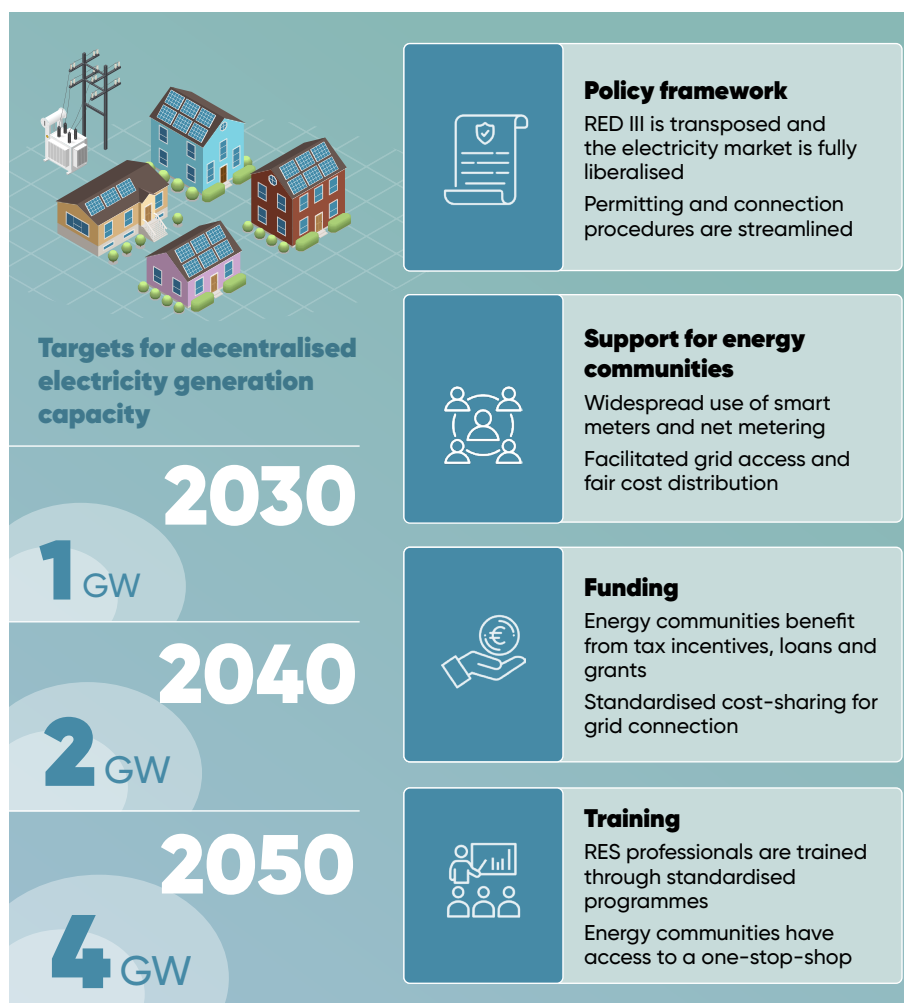 Targets for decentralised
electricity generation
capacity
2030
1 GW
2040
2 GW
2050
4 GW
Policy framework
RED III is transposed and
the electricity market is fully
liberalised
Permitting and connection
procedures are streamlined
Support for energy
communities
Widespread use of smart
meters and net metering
Facilitated grid access and
fair cost distribution
€
Funding
Energy communities benefit
from tax incentives, loans and
grants
Standardised cost-sharing for
grid connection
Training
RES professionals are trained
through standardised
programmes
Energy communities have
access to a one-stop-shop